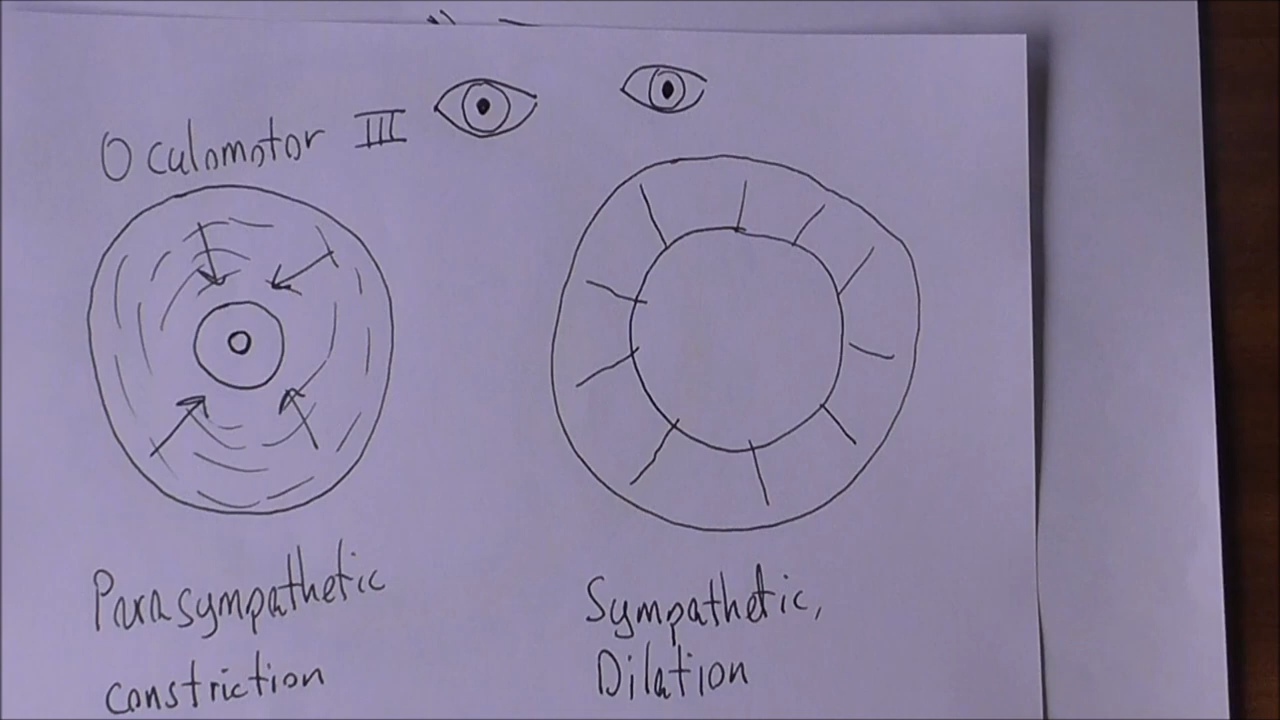 Oculomotor III
Parasympathetic
constriction
Sympathetic,
Dilation